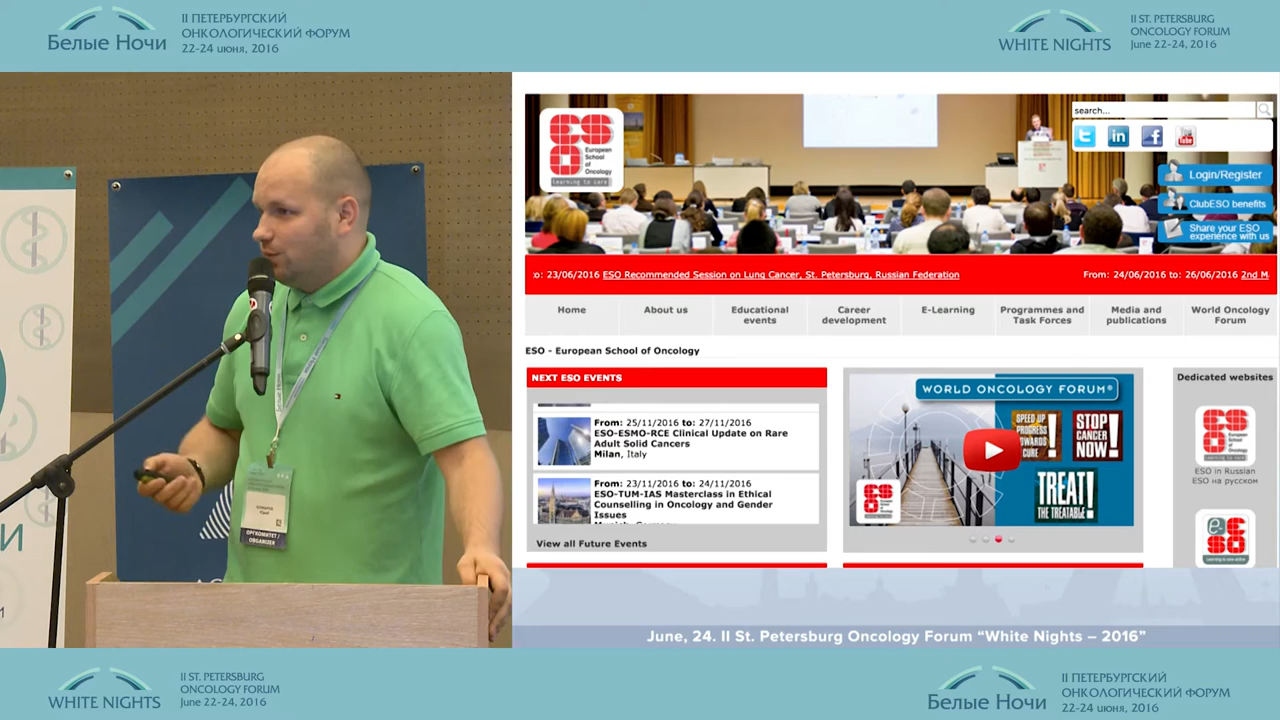 Белые Ночи
II ПЕТЕРБУРГСКИЙ
ОНКОЛОГИЧЕСКИЙ ФОРУМ
22-24 июня, 2016
WHITE NIGHTS
II ST. PETERSBURG
ONCOLOGY FORUM
June 22-24, 2016
ESO
European
School
of
Oncology
learning to care
search...
Login/Register
ClubESO benefits
Share your ESO
experience with us
o: 23/06/2016 ESO Recommended Session on Lung Cancer, St. Petersburg, Russian Federation
From: 24/06/2016 to: 26/06/2016 2nd M
Home
About us
Educational
events
Career
development
E-Learning
Programmes and
Task Forces
Media and
publications
World Oncology
Forum
ESO - European School of Oncology
NEXT ESO EVENTS
From: 25/11/2016 to: 27/11/2016
ESO-ESMO-RCE Clinical Update on Rare
Adult Solid Cancers
Milan, Italy
From: 23/11/2016 to: 24/11/2016
ESO-TUM-IAS Masterclass in Ethical
Counselling in Oncology and Gender
Issues
Munich, Germany
View all Future Events
WORLD ONCOLOGY FORUM®
SPEED UP
PROGRESS
TOWARDS
CURE !
STOP
CANCER
NOW!
TREAT!
THE TREATABLE!
Dedicated websites
ESO in Russian
ESO на русском
ОРГКОМИТЕТ/
ORGANIZER
June, 24. II St. Petersburg Oncology Forum “White Nights – 2016”
WHITE NIGHTS
II ST. PETERSBURG
ONCOLOGY FORUM
June 22-24, 2016
Белые Ночи
II ПЕТЕРБУРГСКИЙ
ОНКОЛОГИЧЕСКИЙ ФОРУМ
22-24 июня, 2016